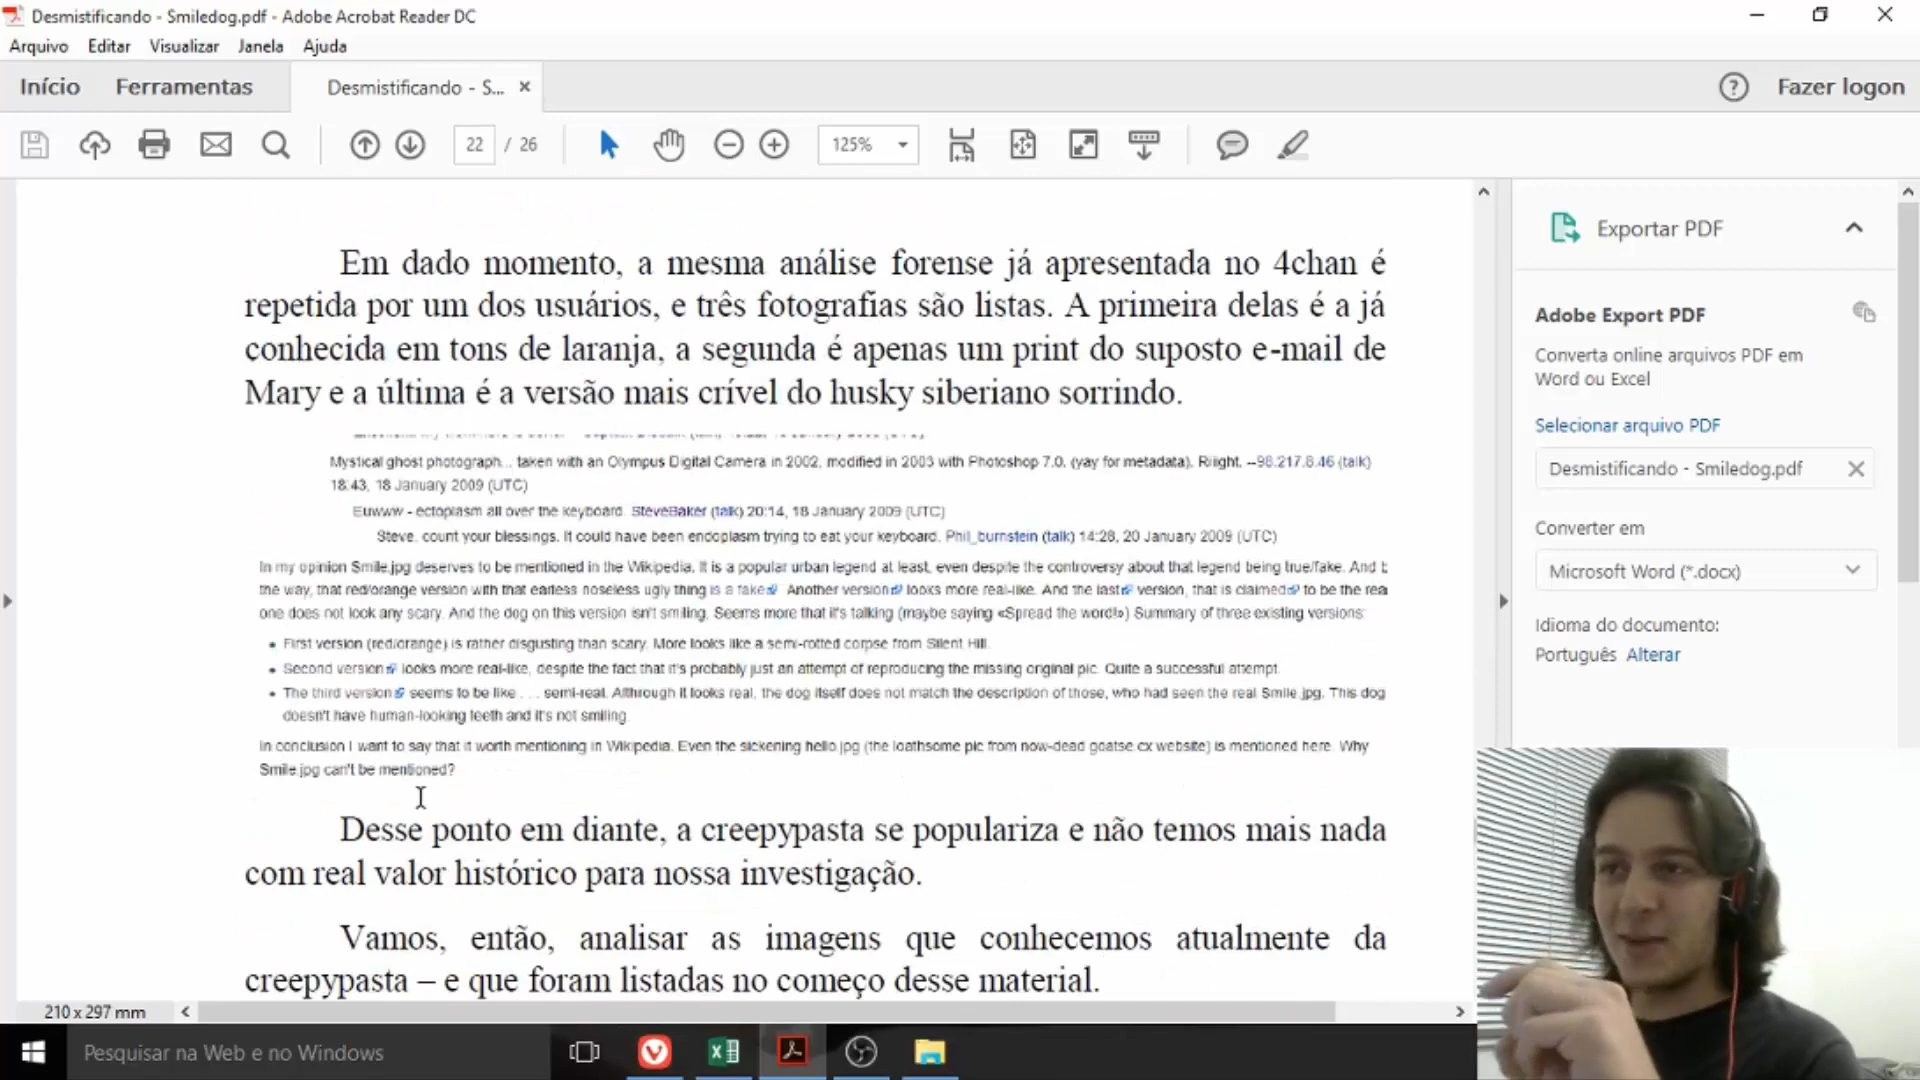 Desmistificando - Smiledog.pdf - Adobe Acrobat Reader DC
Arquivo Editar Visualizar Janela Ajuda
Início Ferramentas Desmistificando - S... ×
Fazer logon
22 / 26 125%
Em dado momento, a mesma análise forense já apresentada no 4chan é
repetida por um dos usuários, e três fotografias são listas. A primeira delas é a já
conhecida em tons de laranja, a segunda é apenas um print do suposto e-mail de
Mary e a última é a versão mais crível do husky siberiano sorrindo.
Mystical ghost photograph... taken with an Olympus Digital Camera in 2002, modified in 2003 with Photoshop 7.0. (yay for metadata). Riiight. --98.217.8.46 (talk)
18:43, 18 January 2009 (UTC)
Euwww - ectoplasm all over the keyboard. SteveBaker (talk) 20:14, 18 January 2009 (UTC)
Steve. count your blessings. It could have been endoplasm trying to eat your keyboard. Phil_burnstein (talk) 14:28, 20 January 2009 (UTC)
In my opinion Smile.jpg deserves to be mentioned in the Wikipedia. It is a popular urban legend at least, even despite the controversy about that legend being true/fake. And
the way, that red/orange version with that earless noseless ugly thing is a fake Another version looks more real-like. And the last version, that is claimed to be the rea
one does not look any scary. And the dog on this version isn't smiling. Seems more that it's talking (maybe saying «Spread the word!») Summary of three existing versions:
• First version (red/orange) is rather disgusting than scary. More looks like a semi-rotted corpse from Silent Hill.
• Second version looks more real-like, despite the fact that it's probably just an attempt of reproducing the missing original pic. Quite a successful attempt.
• The third version seems to be like . . . semi-real. Althrough it looks real, the dog itself does not match the description of those, who had seen the real Smile.jpg. This dog
doesn't have human-looking teeth and it's not smiling.
In conclusion I want to say that it worth mentioning in Wikipedia. Even the sickening hello.jpg (the loathsome pic from now-dead goatse.cx website) is mentioned here. Why
Smile.jpg can't be mentioned?
Desse ponto em diante, a creepypasta se populariza e não temos mais nada
com real valor histórico para nossa investigação.
Vamos, então, analisar as imagens que conhecemos atualmente da
creepypasta – e que foram listadas no começo desse material.
210 x 297 mm
Exportar PDF
Adobe Export PDF
Converta online arquivos PDF em
Word ou Excel
Selecionar arquivo PDF
Desmistificando - Smiledog.pdf
Converter em
Microsoft Word (*.docx)
Idioma do documento:
Português Alterar
Pesquisar na Web e no Windows